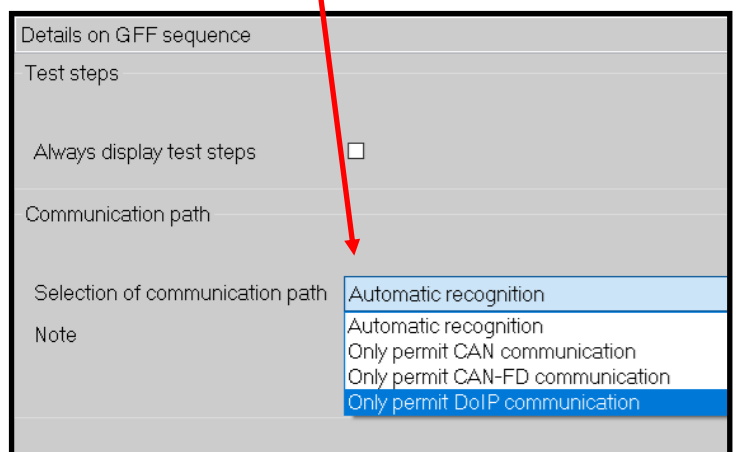 Details on GFF sequence
Test steps
Always display test steps
Communication path
Selection of communication path Automatic recognition
Note
Automatic recognition
Only permit CAN communication
Only permit CAN-FD communication
Only permit DoIP communication